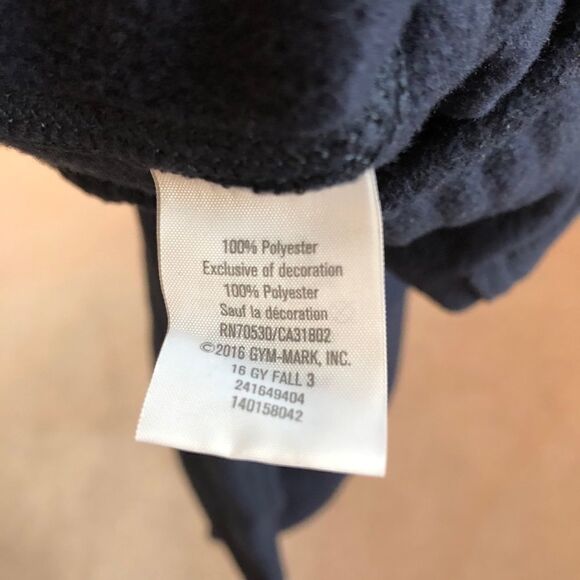 100% Polyester
Exclusive of decoration
100% Polyester
Sauf la décoration
RN70530/CA31802
©2016 GYM-MARK, INC.
16 GY FALL 3
241649404
140158042